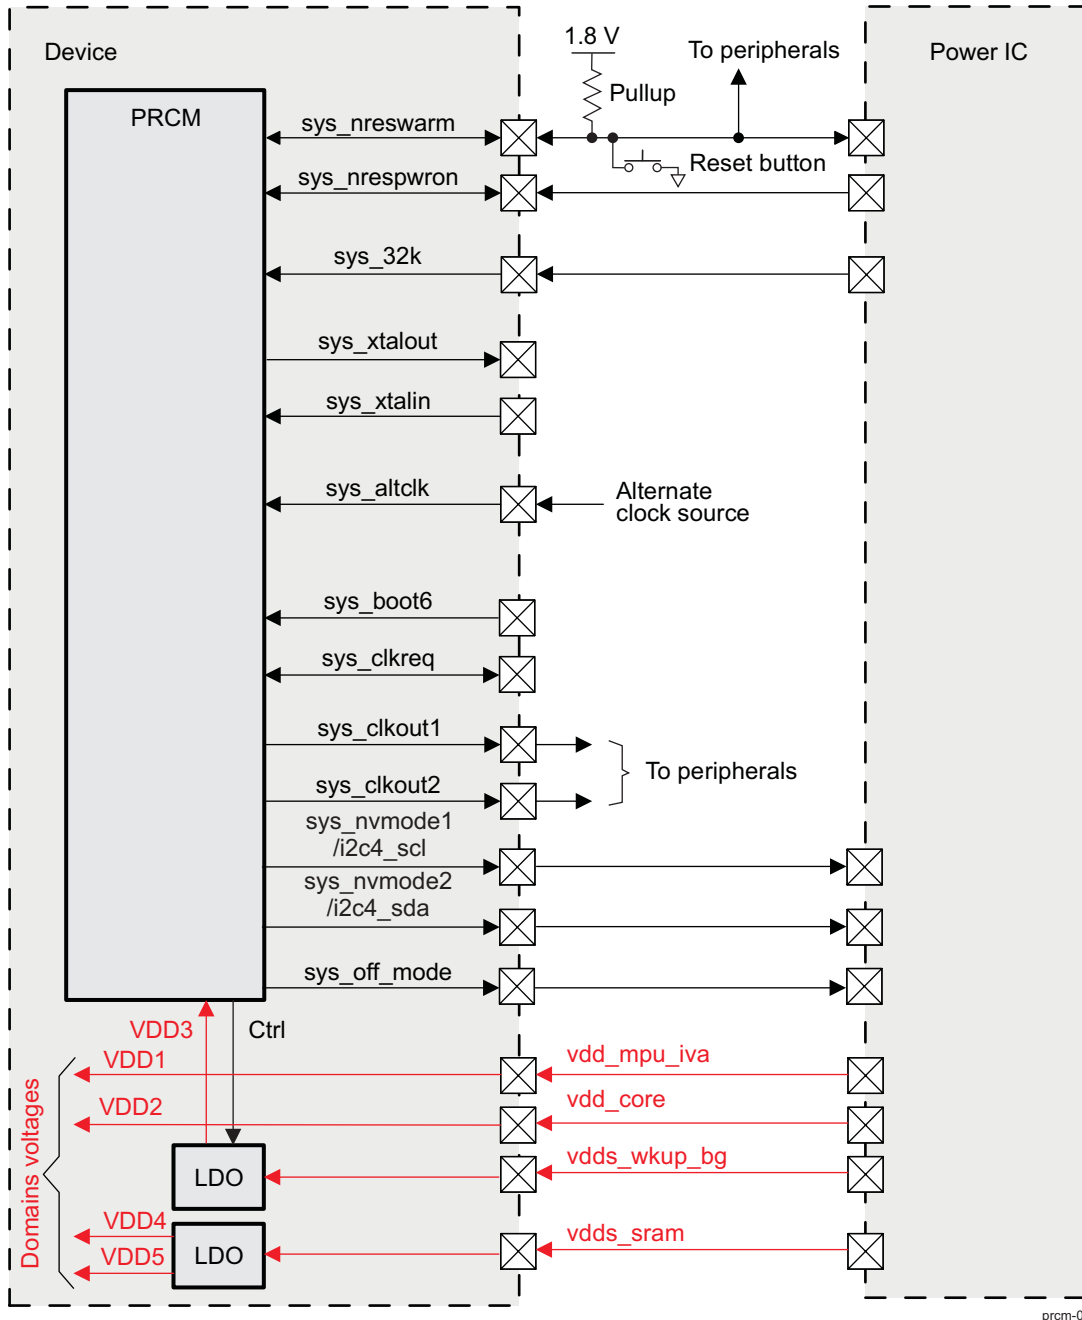 Device
1.8 V
To peripherals
Power IC
PRCM
Pullup
sys_nreswarm
Reset button
sys_nrespwron
sys_32k
sys_xtalout
sys_xtalin
sys_altclk
Alternate
clock source
sys_boot6
sys_clkreq
sys_clkout1
To peripherals
sys_clkout2
sys_nvmode1
/i2c4_scl
sys_nvmode2
/i2c4_sda
sys_off_mode
VDD3
Ctrl
VDD1
vdd_mpu_iva
VDD2
vdd_core
Domains voltages
LDO
vdds_wkup_bg
VDD4
vdds_sram
VDD5
LDO
prcm-0